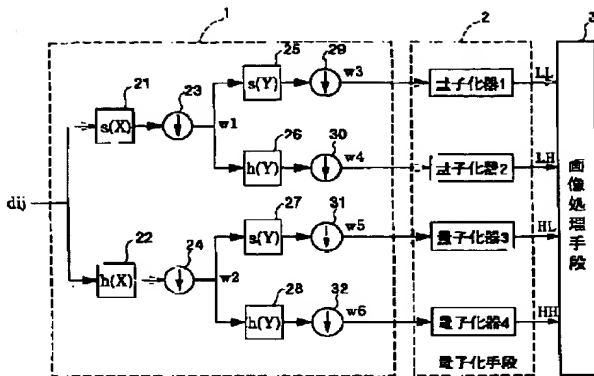 1
2
3
21
23
25
29
s(Y)
w3
量子化器1
LL
s(X)
w1
26
30
h(Y)
w4
量子化器2
LH
dij
27
31
s(Y)
w5
量子化器3
HL
22
24
h(X)
w2
28
32
h(Y)
w6
電子化器4
HH
電子化手段
画像処理手段